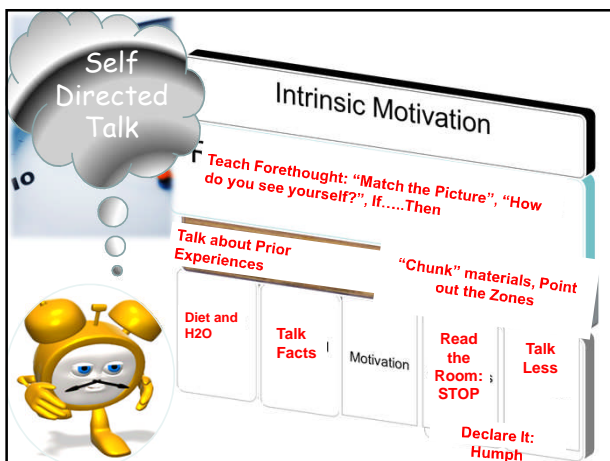 Self
Directed
Talk
IO
Intrinsic Motivation
F
Teach Forethought: “Match the Picture”, “How
do you see yourself?”, If…..Then
Talk about Prior
Experiences
“Chunk” materials, Point
out the Zones
Diet and
H2O
Talk
Facts
Motivation
Read
the
Room:
STOP
Talk
Less
Declare It:
Humph